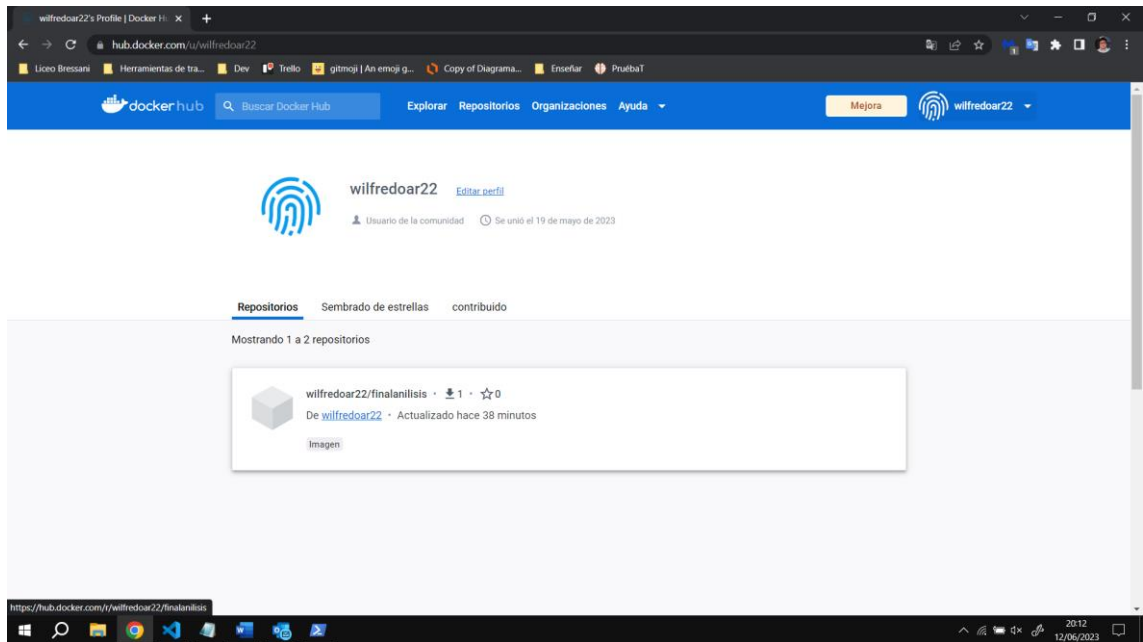 wilfredoar22's Profile | Docker H
hub.docker.com/u/wilfredoar22
1
Liceo Bressani Herramientas de tra... Dev Trello gitmoji | An emoji g... Copy of Diagrama... Enseñar PruébaT
dockerhub Buscar Docker Hub Explorar Repositorios Organizaciones Ayuda Mejora wilfredoar22
wilfredoar22 Editar perfil
Usuario de la comunidad Se unió el 19 de mayo de 2023
Repositorios Sembrado de estrellas contribuido
Mostrando 1 a 2 repositorios
wilfredoar22/finalanilisis · 1 · 0
De wilfredoar22 · Actualizado hace 38 minutos
Imagen
https://hub.docker.com/r/wilfredoar22/finalanilisis
20:12
12/06/2023